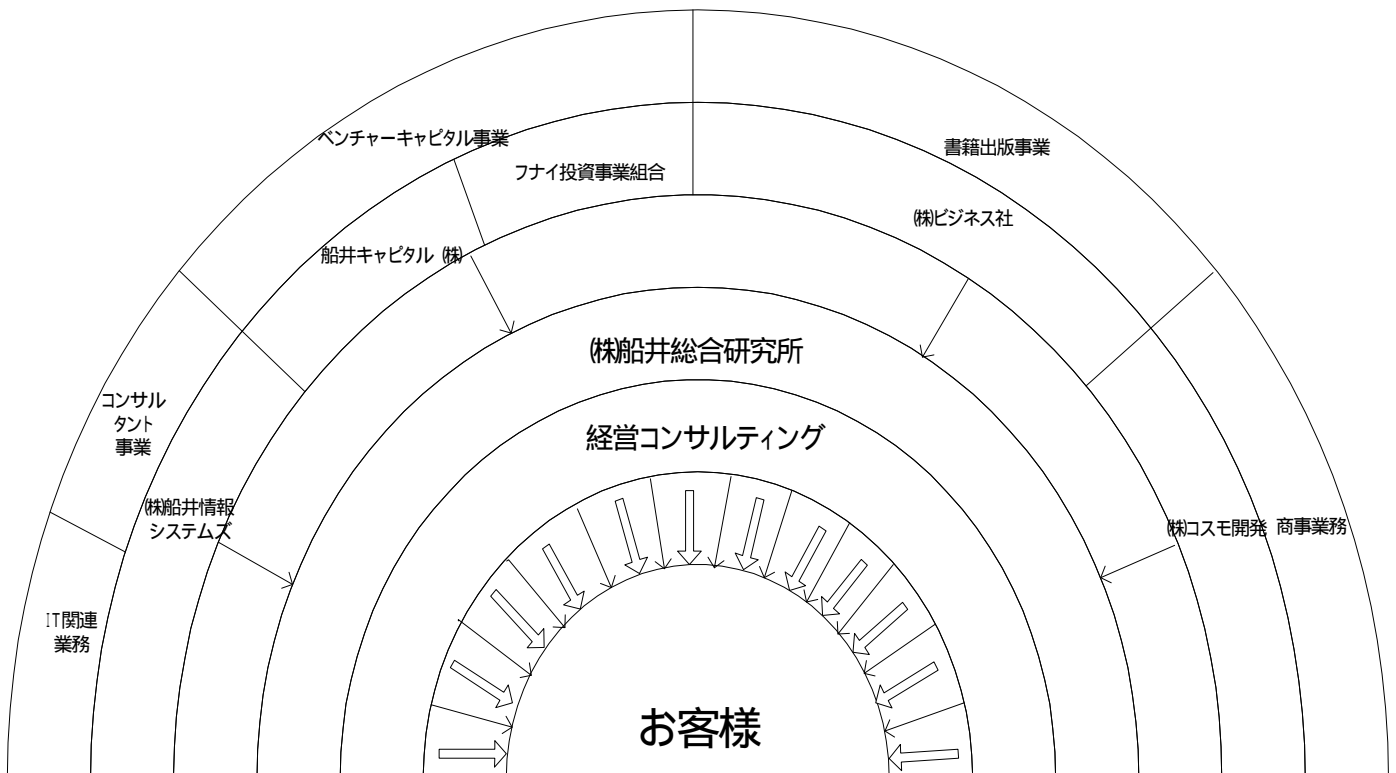 ベンチャーキャピタル事業
書籍出版事業
フナイ投資事業組合
㈱ビジネス社
船井キャピタル ㈱
㈱船井総合研究所
コンサル
タント
事業
経営コンサルティング
㈱船井情報
システムズ
㈱コスモ開発
商事業務
IT関連
業務
お客様